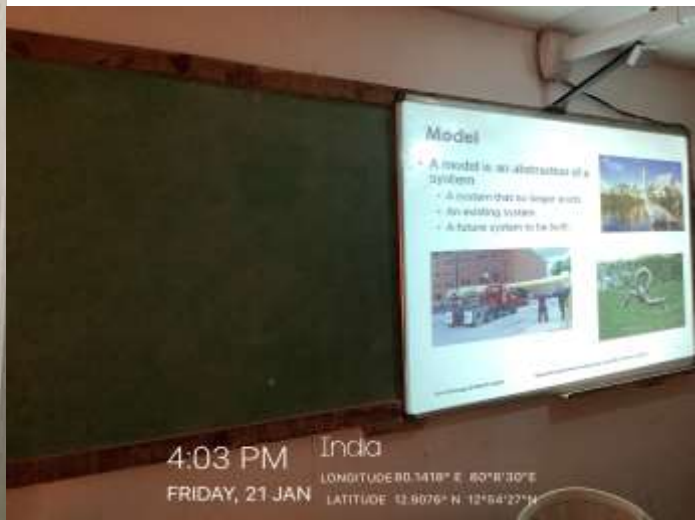 Model
• A model is an abstraction of a
system
• A system that no longer exists
• An existing system
• A future system to be built
4:03 PM
India
FRIDAY, 21 JAN
LONGITUDE 80.1418° E 80°8'30"E
LATITUDE 12.9076° N 12°54'27"N